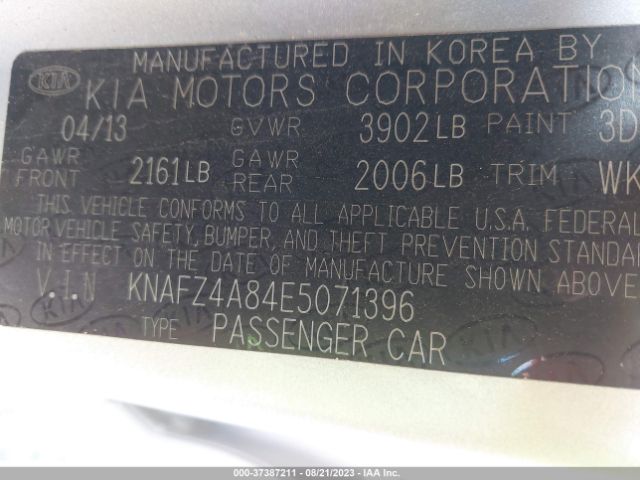 MANUFACTURED IN KOREA BY
KIA KIA MOTORS CORPORATION
04/13 GVWR 3902LB PAINT 3D
GAWR FRONT 2161LB GAWR REAR 2006LB TRIM WK
THIS VEHICLE CONFORMS TO ALL APPLICABLE U.S.A. FEDERAL
MOTOR VEHICLE SAFETY, BUMPER, AND THEFT PREVENTION STANDAR
IN EFFECT ON THE DATE OF MANUFACTURE SHOWN ABOVE
V.I.N KNAFZ4A84E5071396
TYPE PASSENGER CAR
000-37387211 - 08/21/2023 - IAA Inc.